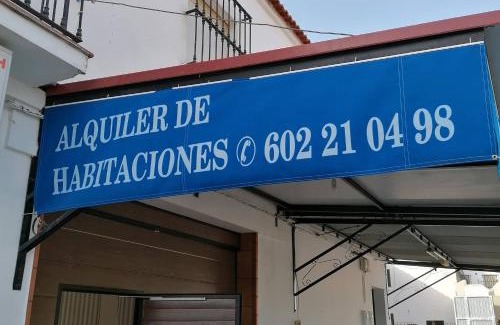 ALQUILER DE
HABITACIONES ✆ 602 21 04 98